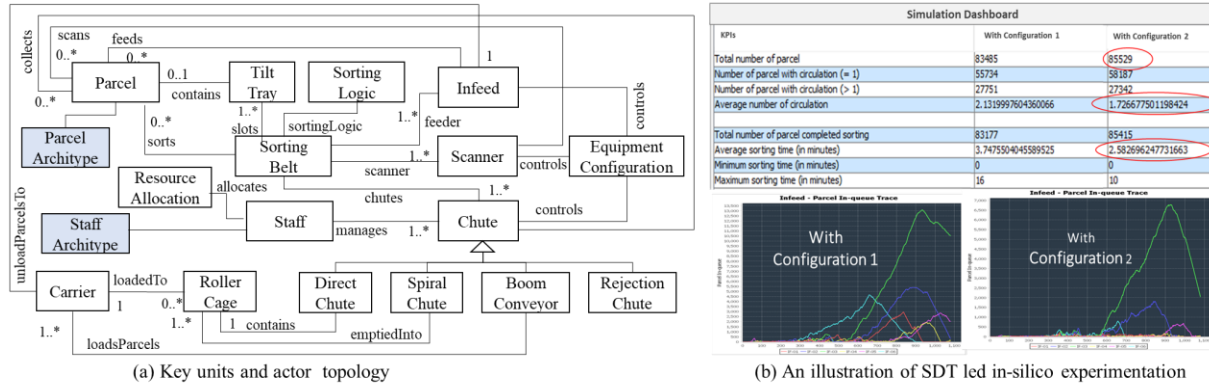 collects
scans
0..*
feeds
0..*
1
Parcel
0..1
contains
Tilt
Tray
Sorting
Logic
Infeed
controls
0..*
Parcel
Architype
0..*
sorts
1..*
slots
sortingLogic
1..*
feeder
Sorting
Belt
1..*
scanner
Scanner
controls
Equipment
Configuration
Resource
Allocation
allocates
chutes
1..*
Staff
Architype
Staff
manages
1..*
Chute
controls
unloadParcelsTo
Carrier
loadedTo
1
0..*
Roller
Cage
Direct
Chute
Spiral
Chute
Boom
Conveyor
Rejection
Chute
1..*
1..*
1
contains
emptiedInto
loadsParcels
(a) Key units and actor topology
Simulation Dashboard
KPIs With Configuration 1 With Configuration 2
Total number of parcel 83485 85529
Number of parcel with circulation (= 1) 55734 58187
Number of parcel with circulation (> 1) 27751 27342
Average number of circulation 2.1319997604360066 1.726677501198424
Total number of parcel completed sorting 83177 85415
Average sorting time (in minutes) 3.7475504045589525 2.582696247731663
Minimum sorting time (in minutes) 0 0
Maximum sorting time (in minutes) 16 10
Infeed - Parcel In-queue Trace
With
Configuration 1
Infeed - Parcel In-queue Trace
With
Configuration 2
(b) An illustration of SDT led in-silico experimentation